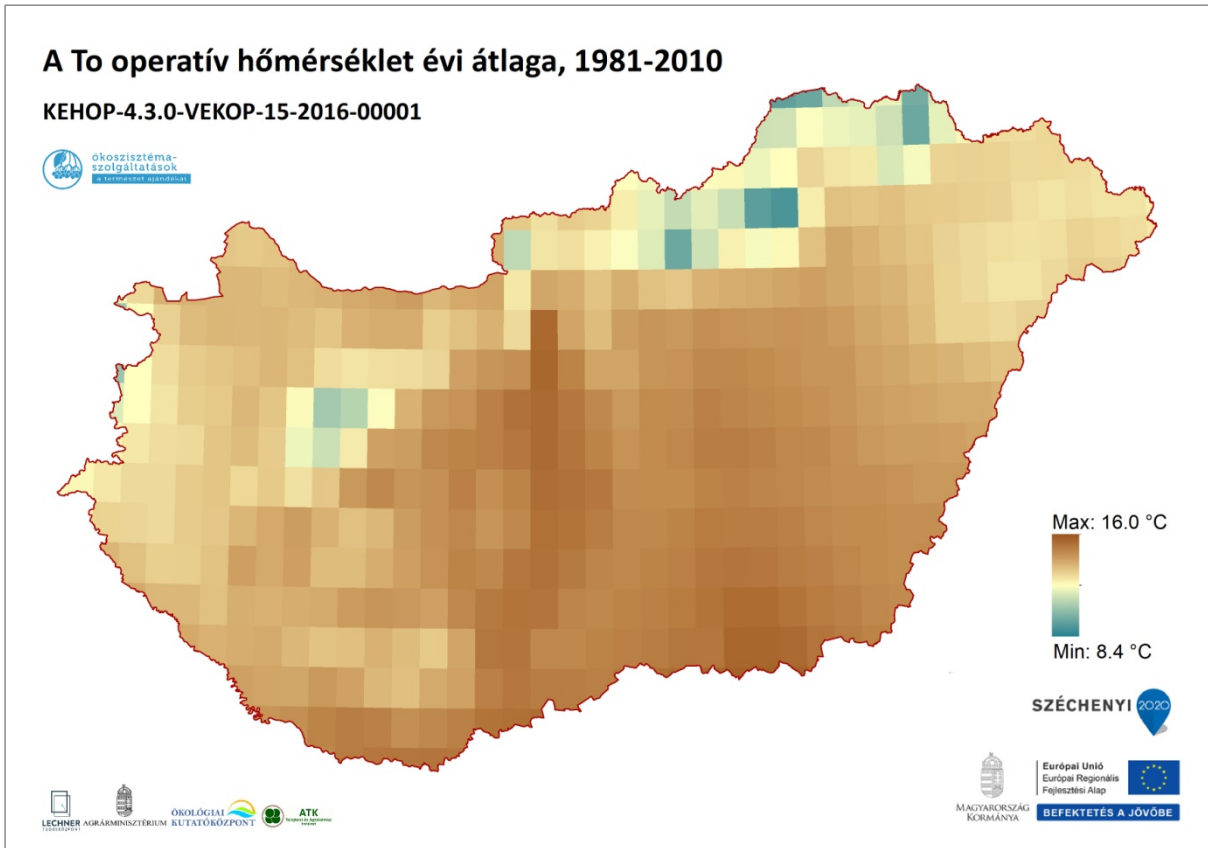 A To operatív hőmérséklet évi átlaga, 1981-2010
KEHOP-4.3.0-VEKOP-15-2016-00001
ökoszisztéma-
szolgáltatások
a természet ajándékai
Max: 16.0 °C
Min: 8.4 °C
SZÉCHENYI 2020
MAGYARORSZÁG
KORMÁNYA
Európai Unió
Európai Regionális
Fejlesztési Alap
BEFEKTETÉS A JÖVŐBE
LECHNER
TUDÁSKÖZPONT
AGRÁRMINISZTÉRIUM
ÖKOLÓGIAI
KUTATÓKÖZPONT
ATK